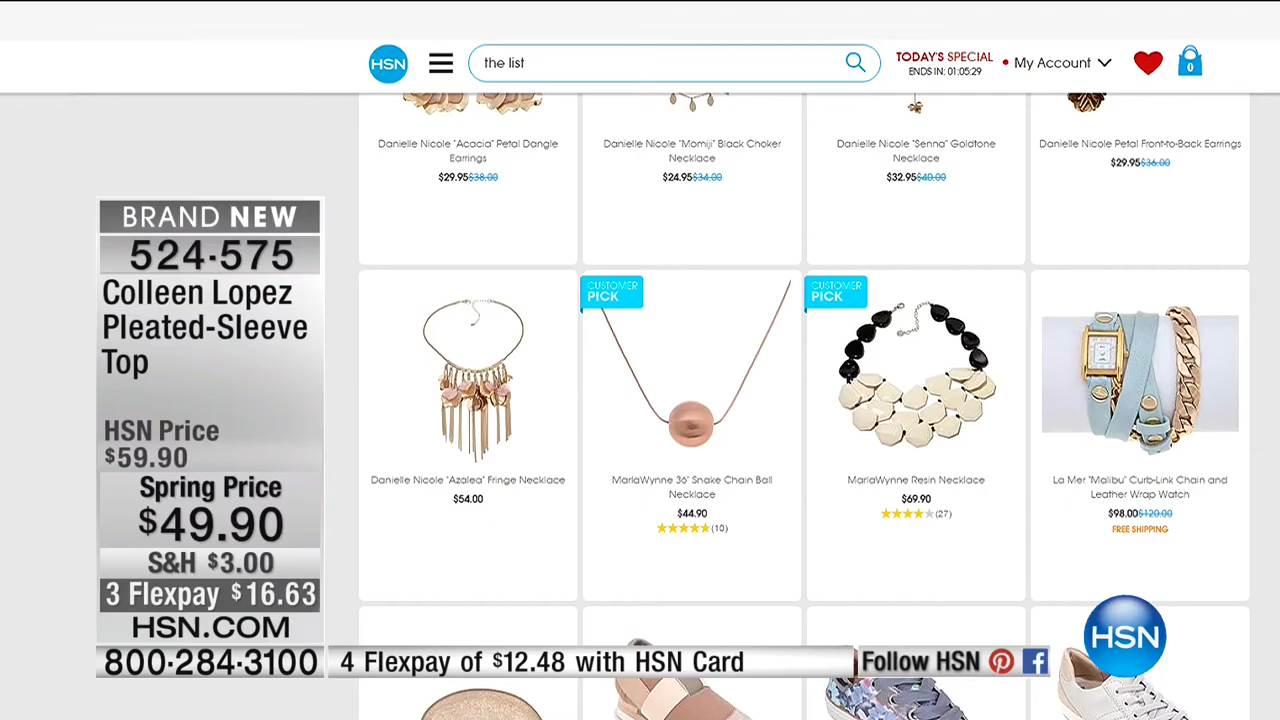 HSN
the list
TODAY'S SPECIAL
ENDS IN: 01:05:29
My Account
0
Danielle Nicole "Acacia" Petal Dangle
Earrings
$29.95$38.00
Danielle Nicole "Momiji" Black Choker
Necklace
$24.95$34.00
Danielle Nicole "Senna" Goldtone
Necklace
$32.95$40.00
Danielle Nicole Petal Front-to-Back Earrings
$29.95$36.00
BRAND NEW
524·575
Colleen Lopez
Pleated-Sleeve
Top
HSN Price
$59.90
Spring Price
$49.90
S&H $3.00
3 Flexpay $16.63
HSN.COM
800·284·3100
CUSTOMER
PICK
CUSTOMER
PICK
Danielle Nicole "Azalea" Fringe Necklace
$54.00
MarlaWynne 36" Snake Chain Ball
Necklace
$44.90
(10)
MarlaWynne Resin Necklace
$69.90
(27)
La Mer "Malibu" Curb-Link Chain and
Leather Wrap Watch
$98.00$120.00
FREE SHIPPING
4 Flexpay of $12.48 with HSN Card
Follow HSN
HSN